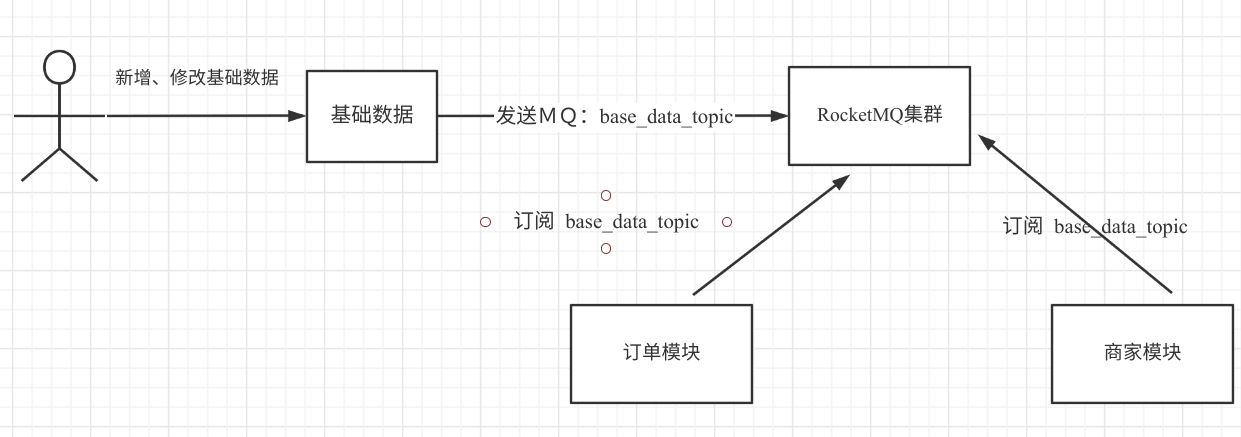 新增、修改基础数据
基础数据
发送MQ：base_data_topic
RocketMQ集群
订阅 base_data_topic
订阅 base_data_topic
订单模块
商家模块